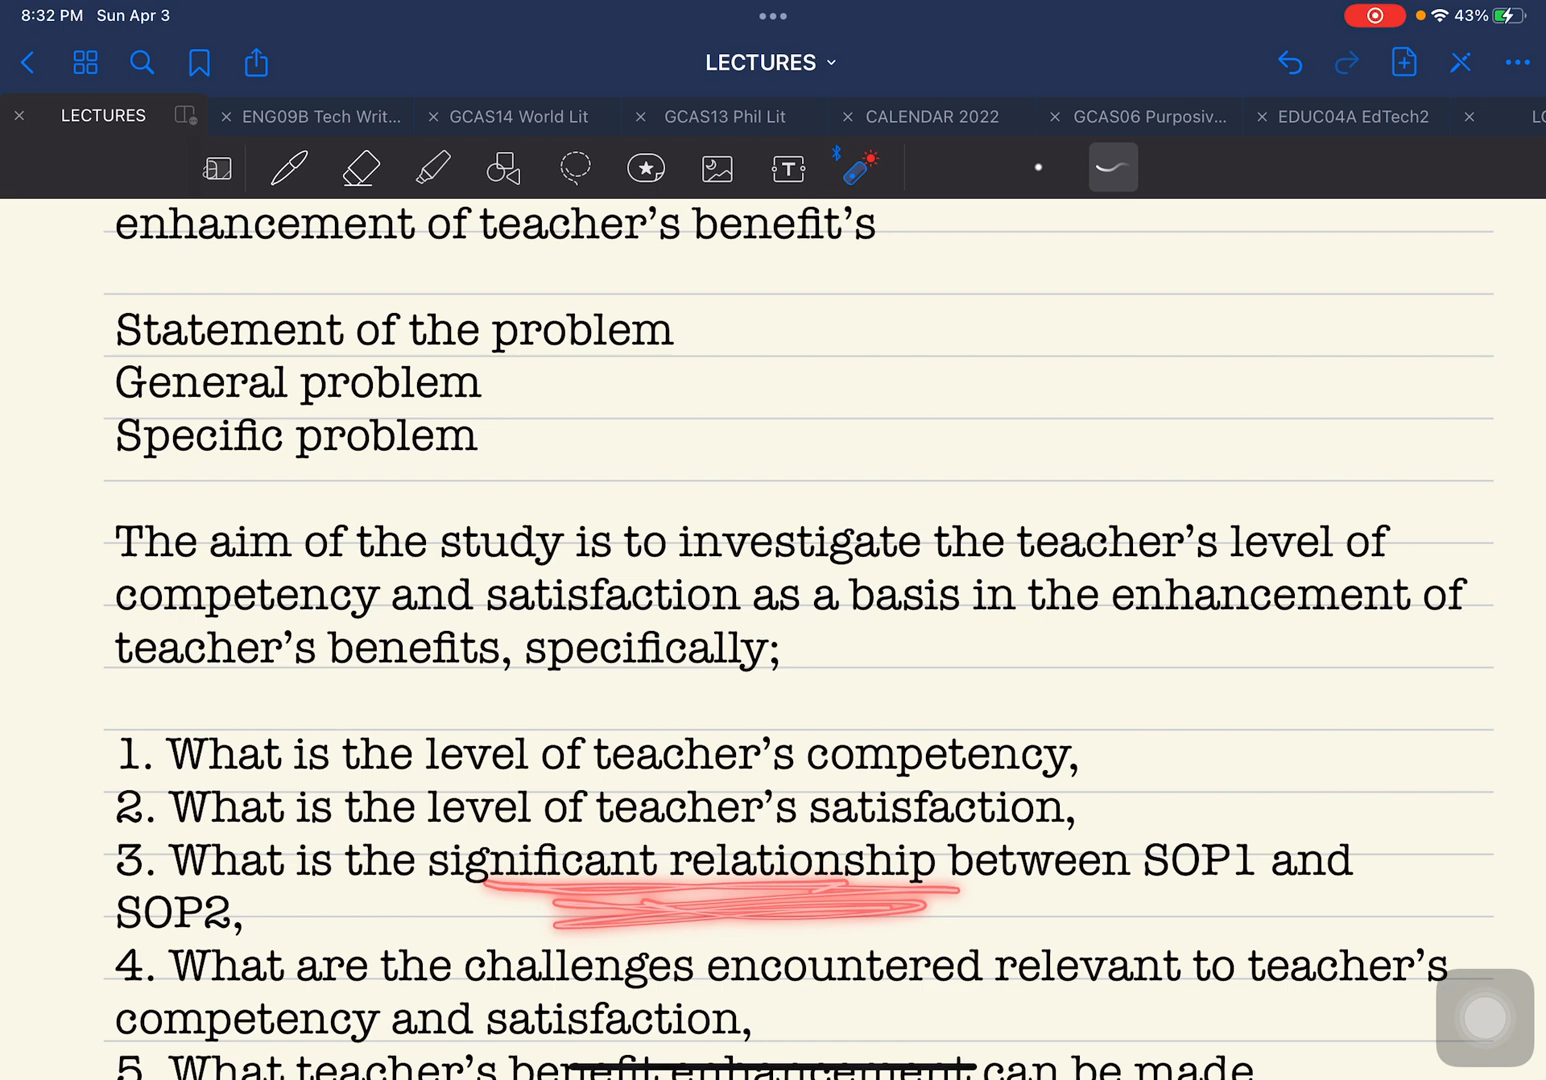 8:32 PM Sun Apr 3
43%
LECTURES
LECTURES
ENG09B Tech Writ...
GCAS14 World Lit
GCAS13 Phil Lit
CALENDAR 2022
GCAS06 Purposiv...
EDUC04A EdTech2
LC
T
enhancement of teacher's benefit's
Statement of the problem
General problem
Specific problem
The aim of the study is to investigate the teacher's level of
competency and satisfaction as a basis in the enhancement of
teacher's benefits, specifically;
1. What is the level of teacher's competency,
2. What is the level of teacher's satisfaction,
3. What is the significant relationship between SOP1 and
SOP2,
4. What are the challenges encountered relevant to teacher's
competency and satisfaction,
5. What teacher's benefit enhancement can be made